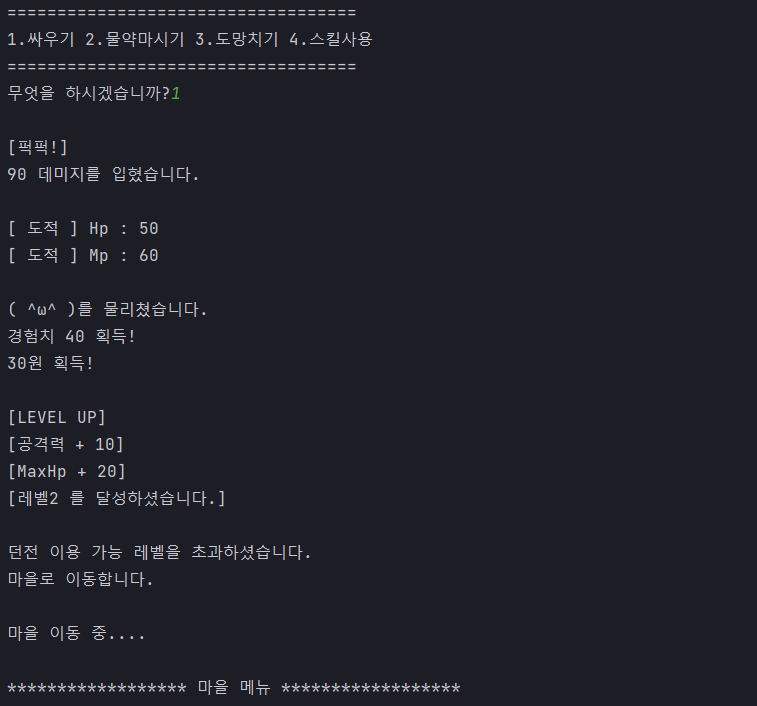 ===================================
1.싸우기 2.물약마시기 3.도망치기 4.스킬사용
===================================
무엇을 하시겠습니까?1
[퍽퍽!]
90 데미지를 입혔습니다.
[ 도적 ] Hp : 50
[ 도적 ] Mp : 60
( ^ω^ )를 물리쳤습니다.
경험치 40 획득!
30원 획득!
[LEVEL UP]
[공격력 + 10]
[MaxHp + 20]
[레벨2 를 달성하셨습니다.]
던전 이용 가능 레벨을 초과하셨습니다.
마을로 이동합니다.
마을 이동 중....
****************** 마을 메뉴 ******************